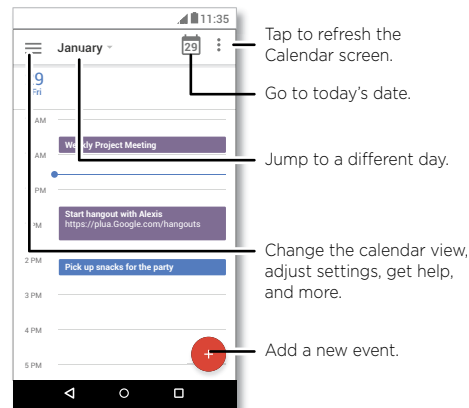 11:35
January
29
Tap to refresh the
Calendar screen.
9
Fri
Go to today's date.
AM
Weekly Project Meeting
AM
Jump to a different day.
PM
Start hangout with Alexis
https://plua.Google.com/hangouts
PM
2 PM
Pick up snacks for the party
Change the calendar view,
adjust settings, get help,
and more.
3 PM
4 PM
+
Add a new event.
5 PM